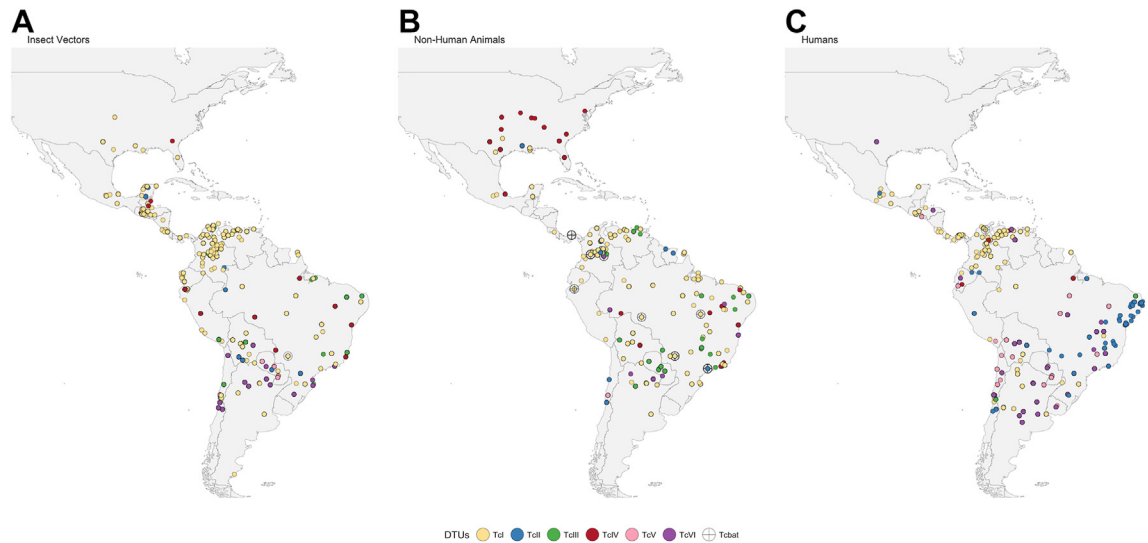 A
Insect Vectors
B
Non-Human Animals
C
Humans
DTUs TcI TcII TcIII TcIV TcV TcVI Tcbat